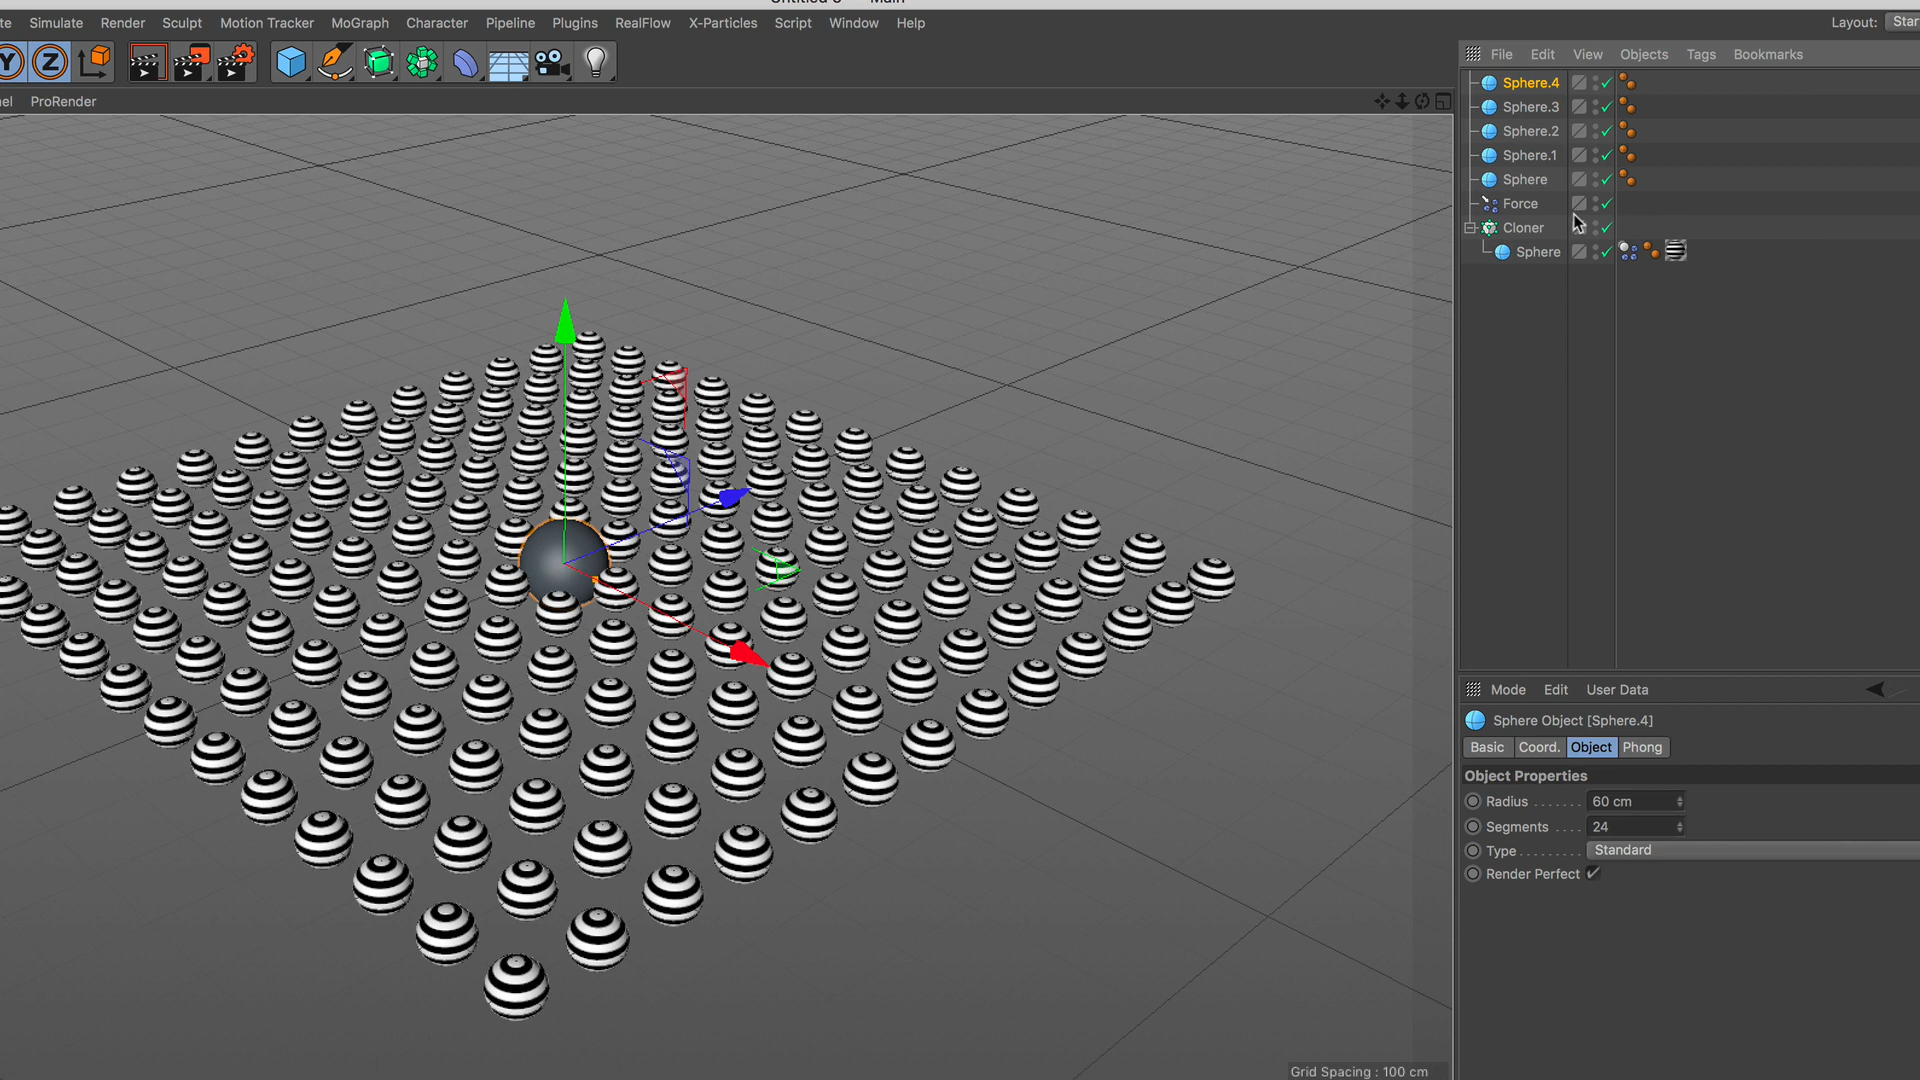 Simulate Render Sculpt Motion Tracker MoGraph Character Pipeline Plugins RealFlow X-Particles Script Window Help
Layout: Star
Y Z
ProRender
File Edit View Objects Tags Bookmarks
Sphere.4
Sphere.3
Sphere.2
Sphere.1
Sphere
Force
Cloner
Sphere
Mode Edit User Data
Sphere Object [Sphere.4]
Basic Coord. Object Phong
Object Properties
Radius . . . . . . . 60 cm
Segments . . . . 24
Type . . . . . . . . . Standard
Render Perfect
Grid Spacing : 100 cm